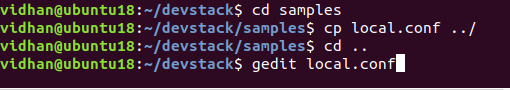 vidhan@ubuntu18:~/devstack$ cd samples
vidhan@ubuntu18:~/devstack/samples$ cp local.conf ../
vidhan@ubuntu18:~/devstack/samples$ cd ..
vidhan@ubuntu18:~/devstack$ gedit local.conf